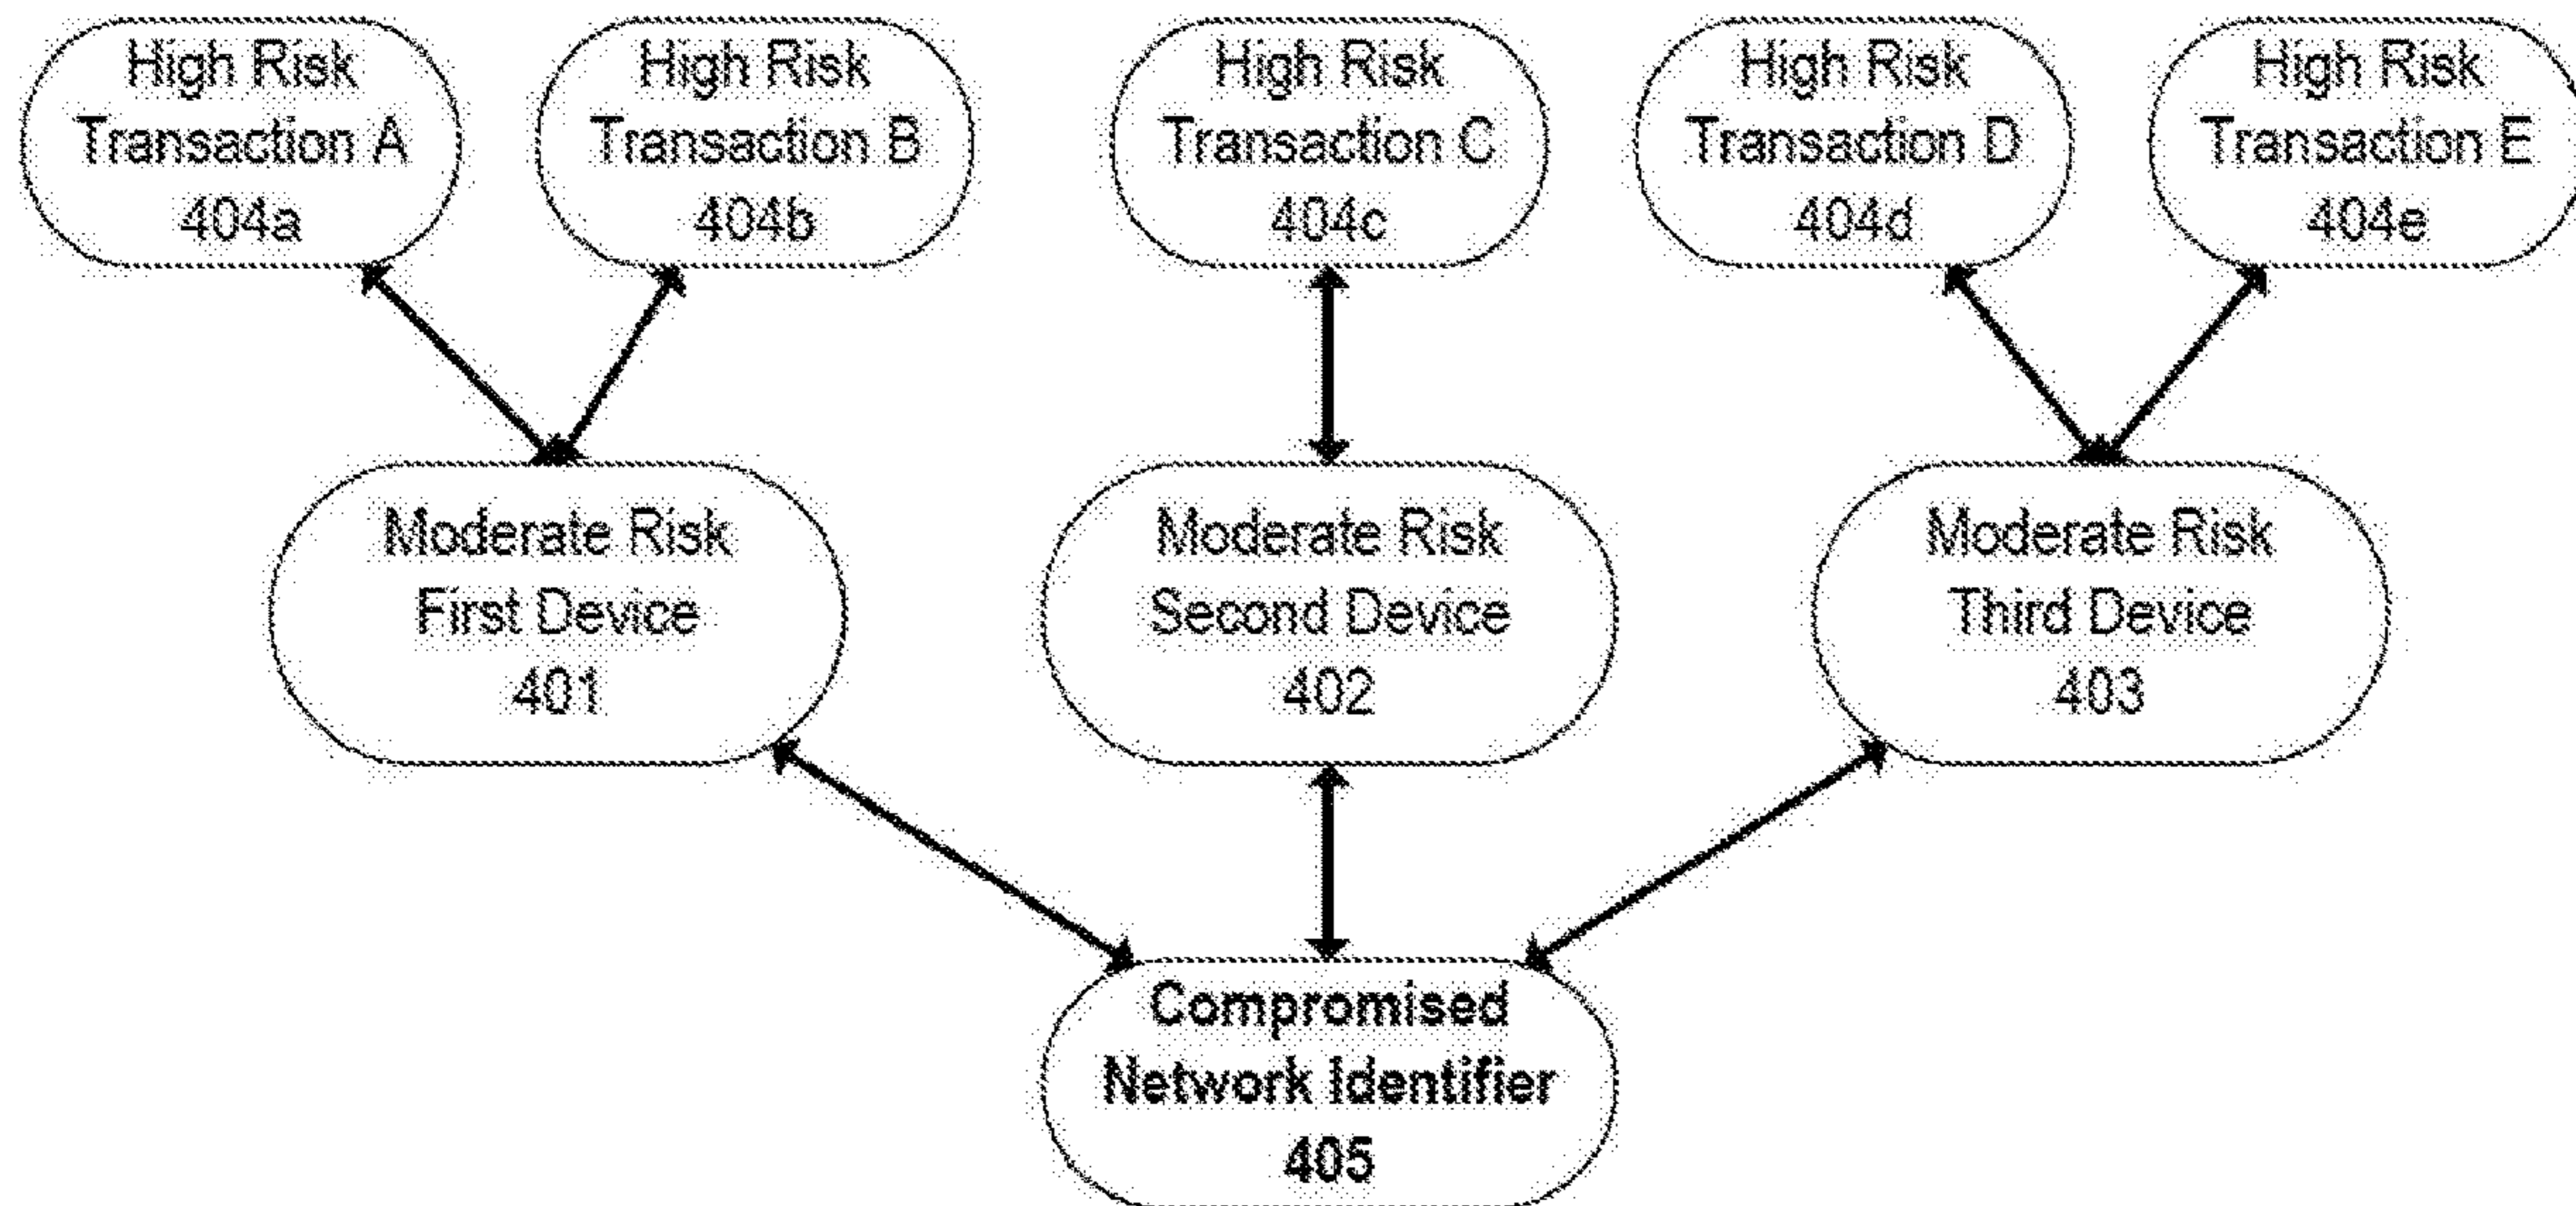 High Risk
Transaction A
404a
High Risk
Transaction B
404b
High Risk
Transaction C
404c
High Risk
Transaction D
404d
High Risk
Transaction E
404e
Moderate Risk
First Device
401
Moderate Risk
Second Device
402
Moderate Risk
Third Device
403
Compromised
Network Identifier
405